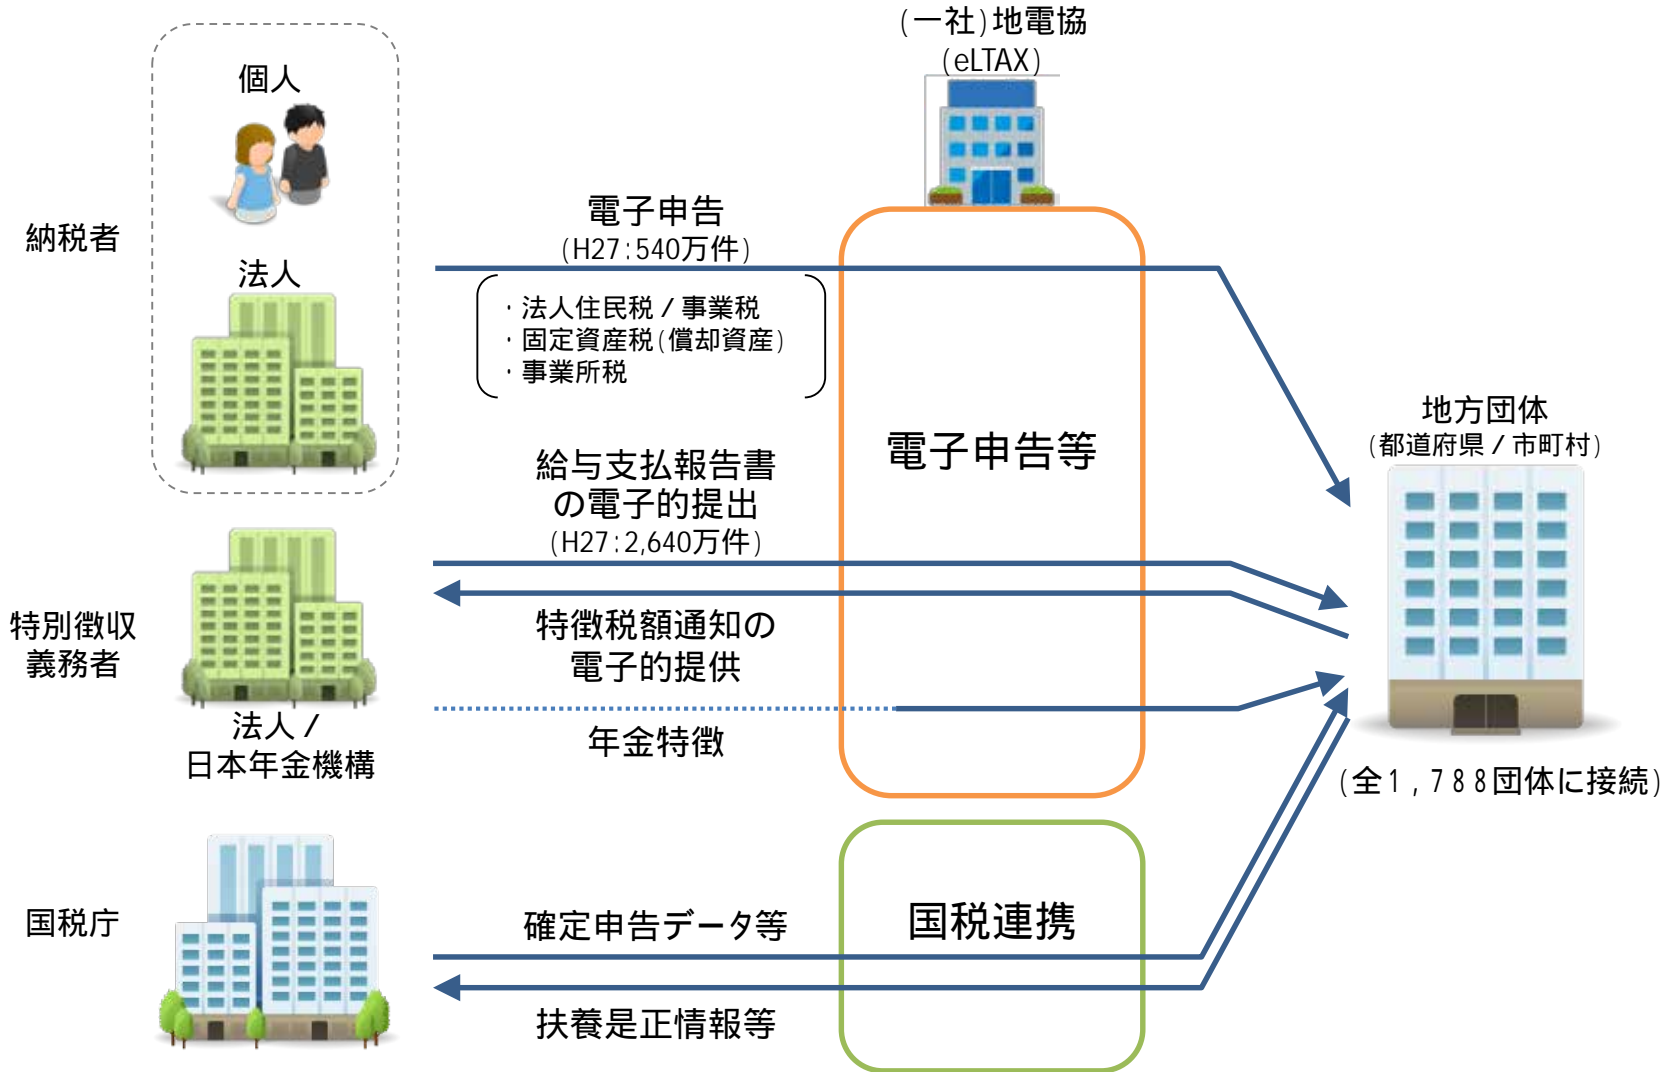 (一社)地電協
(eLTAX)
個人
納税者
法人
電子申告
(H27:540万件)
・法人住民税/事業税
・固定資産税(償却資産)
・事業所税
電子申告等
地方団体
(都道府県/市町村)
給与支払報告書
の電子的提出
(H27:2,640万件)
特別徴収
義務者
特徴税額通知の
電子的提供
法人/
日本年金機構
年金特徴
(全1,788団体に接続)
国税庁
確定申告データ等
国税連携
扶養是正情報等